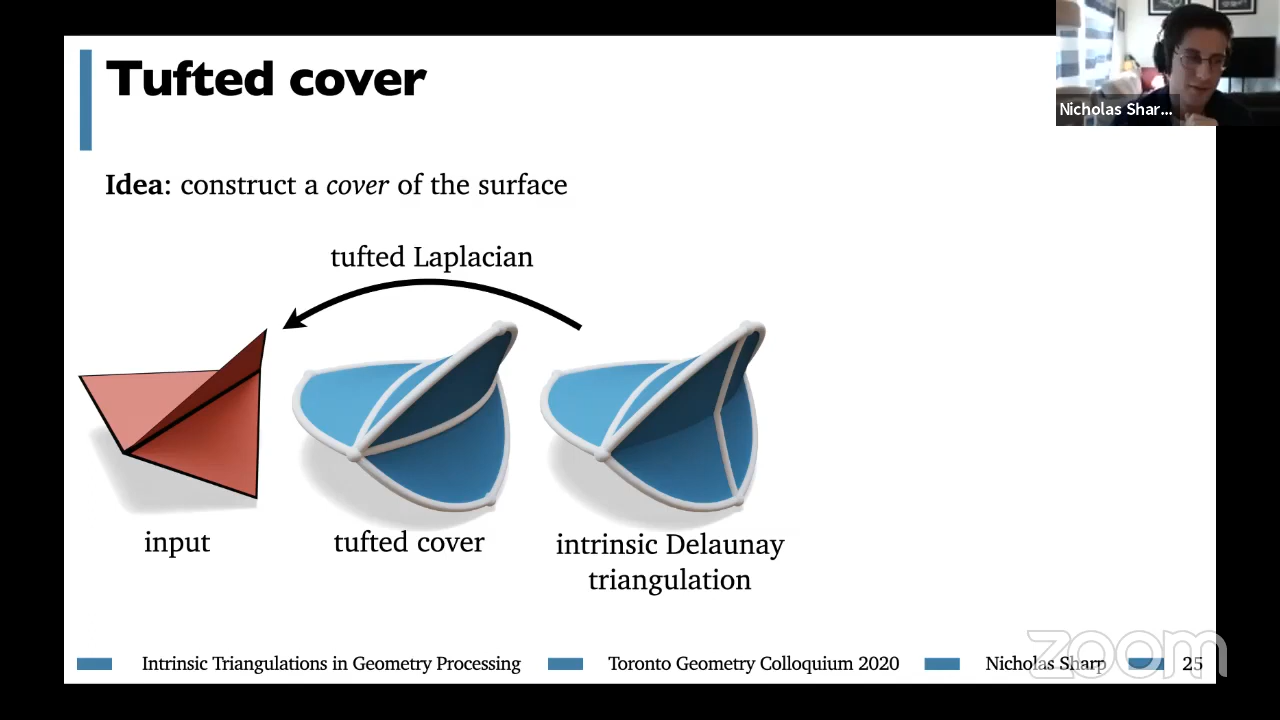 Tufted cover
Nicholas Shar...
Idea: construct a cover of the surface
tufted Laplacian
input
tufted cover
intrinsic Delaunay
triangulation
Intrinsic Triangulations in Geometry Processing
Toronto Geometry Colloquium 2020
Nicholas Sharp
25
zoom